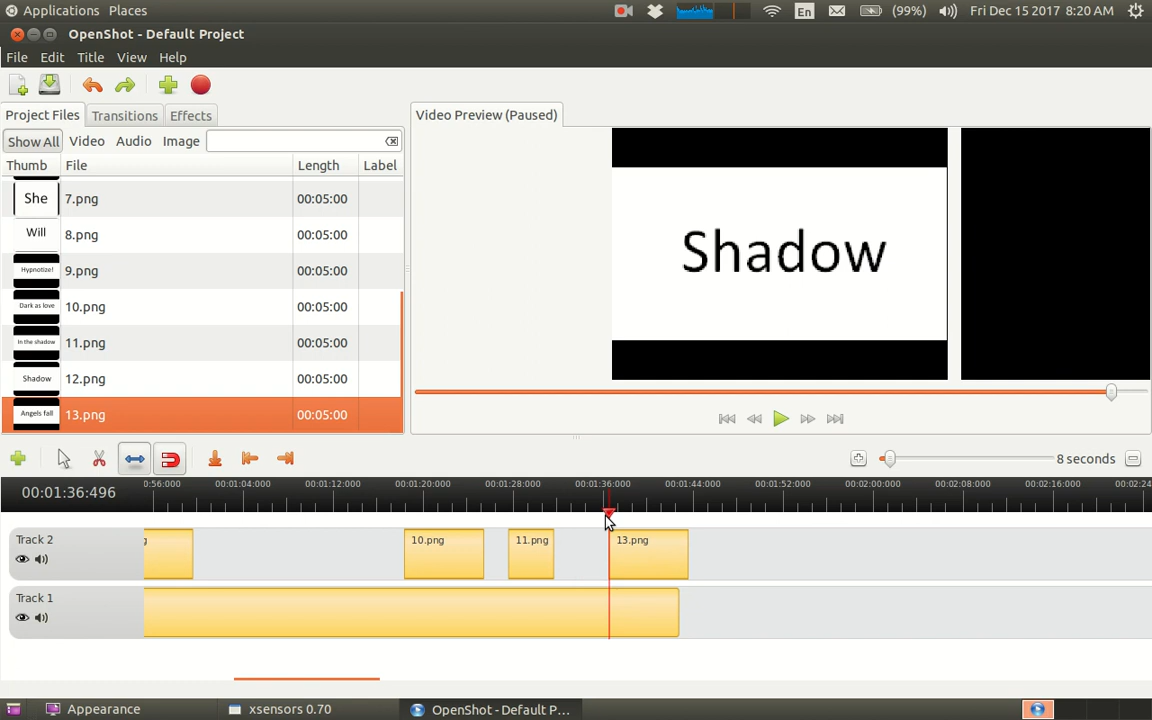 Applications Places
En
(99%)
Fri Dec 15 2017 8:20 AM
OpenShot - Default Project
File Edit Title View Help
Project Files Transitions Effects
Video Preview (Paused)
Show All Video Audio Image
Thumb File Length Label
She 7.png 00:05:00
Will 8.png 00:05:00
Hypnotize! 9.png 00:05:00
Dark as love 10.png 00:05:00
In the shadow 11.png 00:05:00
Shadow 12.png 00:05:00
Angels fall 13.png 00:05:00
Shadow
8 seconds
00:01:36:496
:56:000 00:01:04:000 00:01:12:000 00:01:20:000 00:01:28:000 00:01:36:000 00:01:44:000 00:01:52:000 00:02:00:000 00:02:08:000 00:02:16:000 00:02:24
Track 2
g 10.png 11.png 13.png
Track 1
Appearance
xsensors 0.70
OpenShot - Default P...